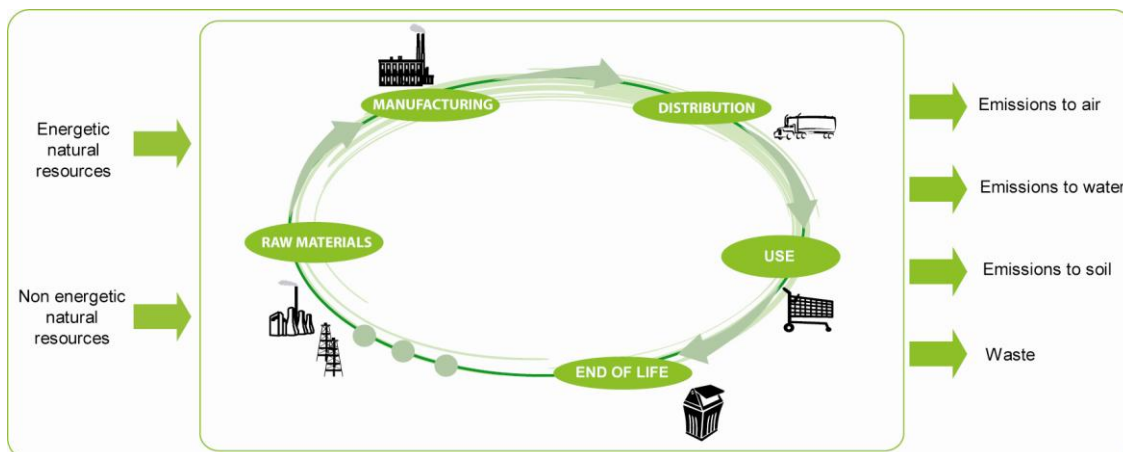 Energetic
natural
resources
Non energetic
natural
resources
MANUFACTURING
DISTRIBUTION
RAW MATERIALS
USE
END OF LIFE
Emissions to air
Emissions to water
Emissions to soil
Waste